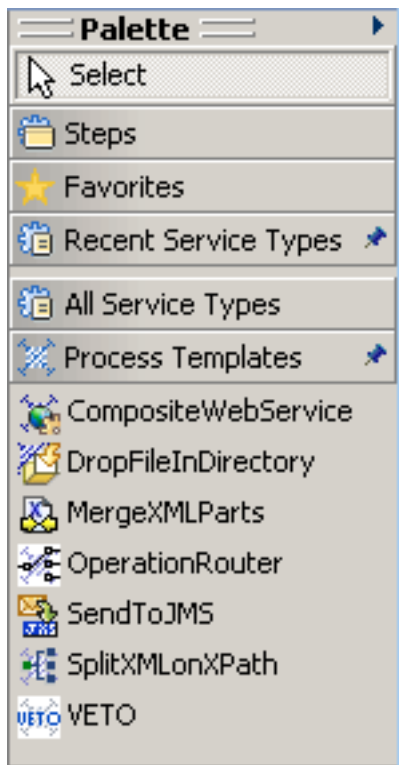 Palette
Select
Steps
Favorites
Recent Service Types
All Service Types
Process Templates
CompositeWebService
DropFileInDirectory
MergeXMLParts
OperationRouter
SendToJMS
SplitXMLonXPath
VETO VETO